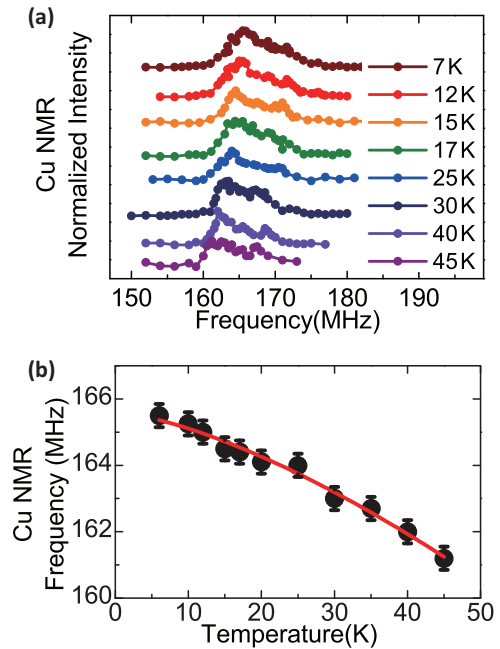 (a)
Cu NMR
Normalized Intensity
7K
12K
15K
17K
25K
30K
40K
45K
150 160 170 180 190
Frequency(MHz)
(b)
Cu NMR
Frequency (MHz)
166
164
162
160
0 10 20 30 40 50
Temperature(K)